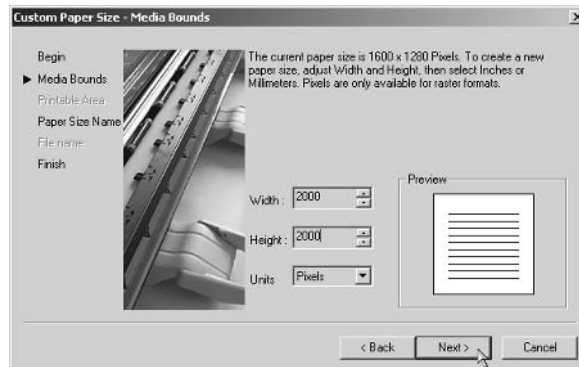 Custom Paper Size - Media Bounds
Begin
Media Bounds
Printable Area
Paper Size Name
File name
Finish
The current paper size is 1600 x 1280 Pixels. To create a new
paper size, adjust Width and Height, then select Inches or
Millimeters. Pixels are only available for raster formats.
Width : 2000
Height : 2000
Units Pixels
Preview
< Back Next > Cancel